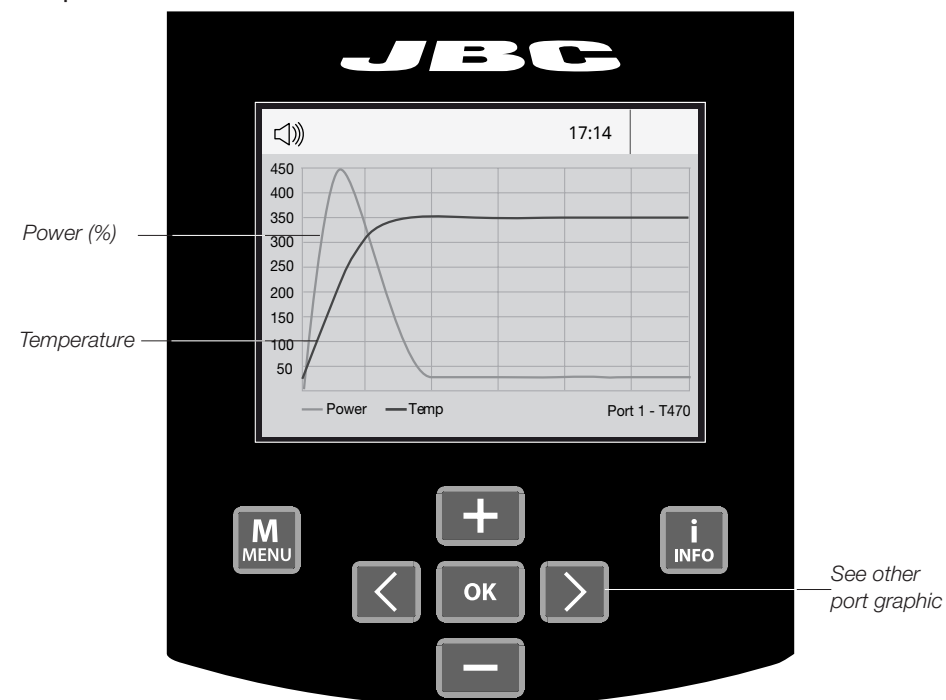 JBC
17:14
450
400
350
Power (%)
300
250
200
150
Temperature
100
50
Power Temp Port 1 - T470
M
MENU
i
INFO
OK
See other
port graphic